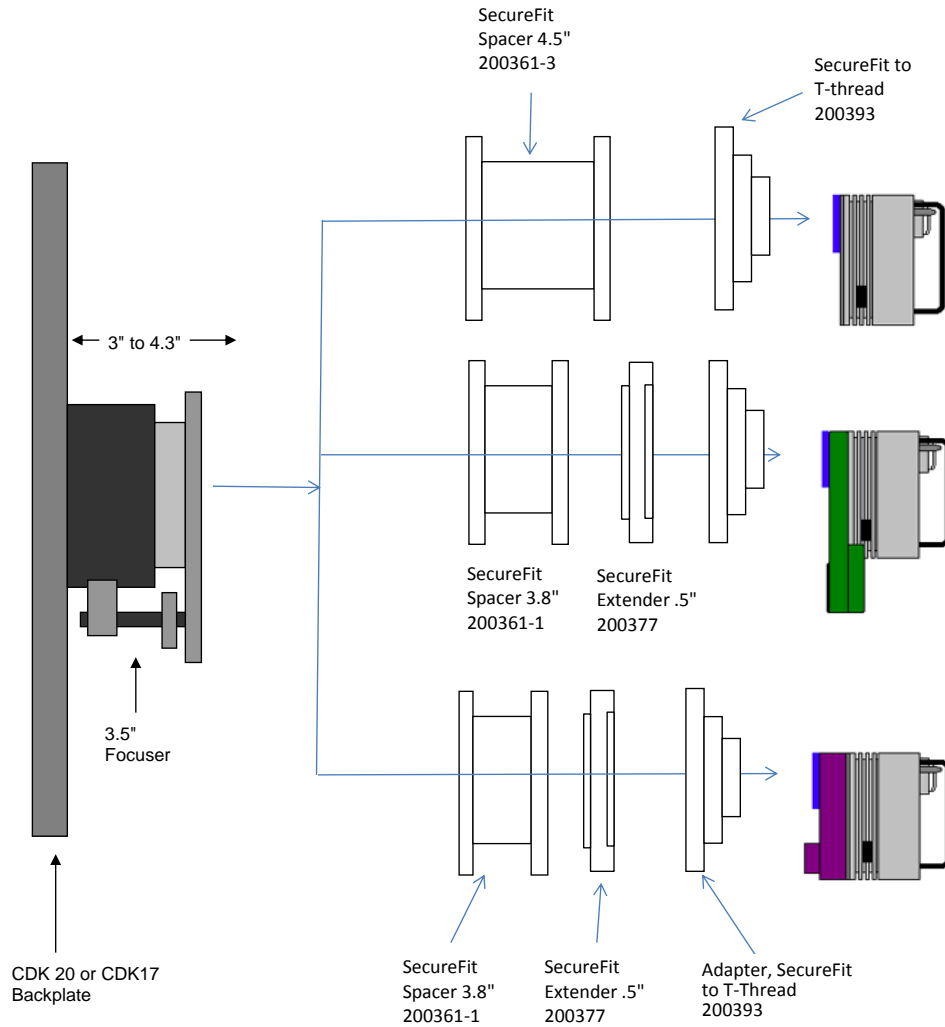 SecureFit
Spacer 4.5"
200361-3
SecureFit to
T-thread
200393
3" to 4.3"
SecureFit
Spacer 3.8"
200361-1
SecureFit
Extender .5"
200377
3.5"
Focuser
CDK 20 or CDK17
Backplate
SecureFit
Spacer 3.8"
200361-1
SecureFit
Extender .5"
200377
Adapter, SecureFit
to T-Thread
200393